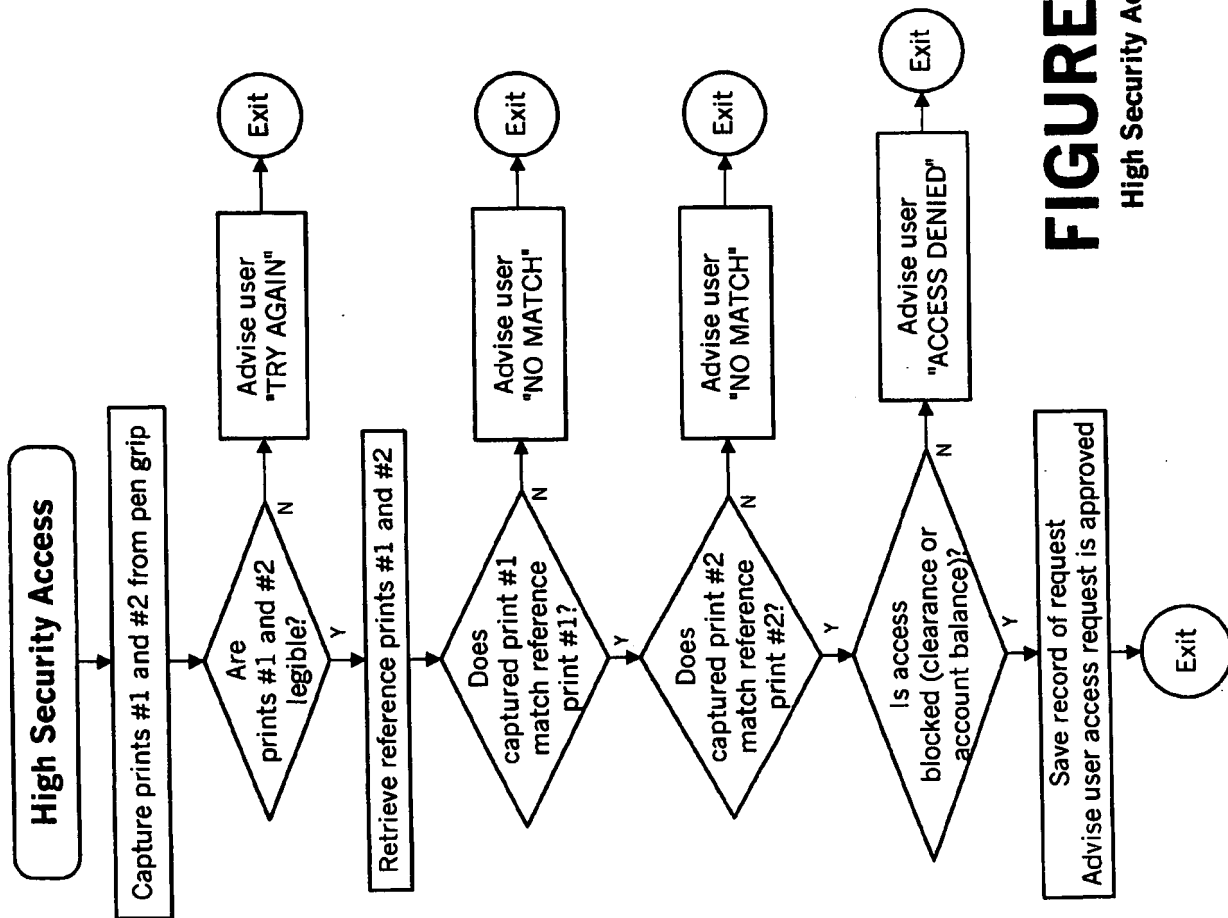 High Security Access
Capture prints #1 and #2 from pen grip
Are
prints #1 and #2
legible?
N
Advise user
"TRY AGAIN"
Exit
Y
Retrieve reference prints #1 and #2
Does
captured print #1
match reference
print #1?
N
Advise user
"NO MATCH"
Exit
Y
Does
captured print #2
match reference
print #2?
N
Advise user
"NO MATCH"
Exit
Y
Is access
blocked (clearance or
account balance)?
N
Advise user
"ACCESS DENIED"
Exit
Y
Save record of request
Advise user access request is approved
Exit
FIGURE
High Security